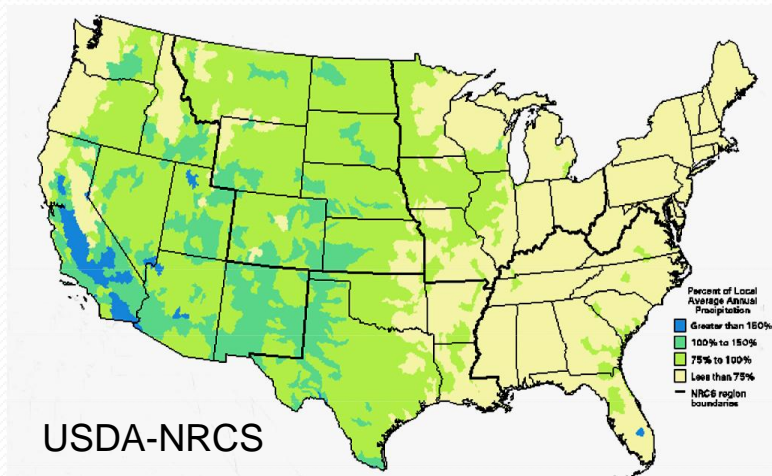 Percent of Local
Average Annual
Precipitation
Greater than 150%
100% to 150%
75% to 100%
Less than 75%
NRCS region
boundaries
USDA-NRCS